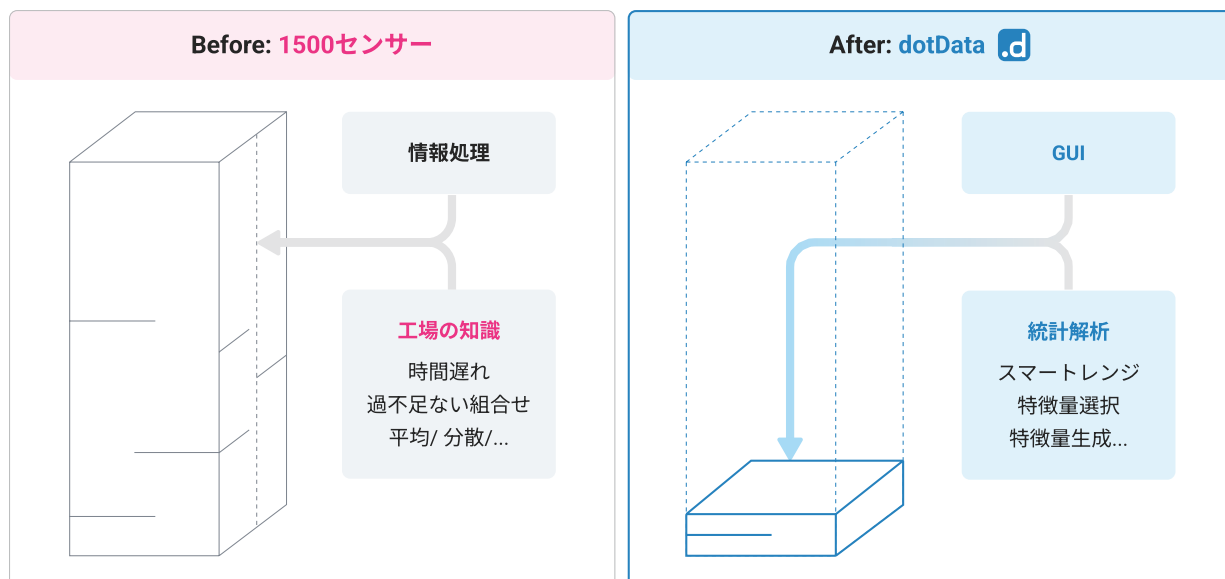 Before: 1500センサー
情報処理
工場の知識
時間遅れ
過不足ない組合せ
平均/ 分散/...
After: dotData .d
GUI
統計解析
スマートレンジ
特徴量選択
特徴量生成...